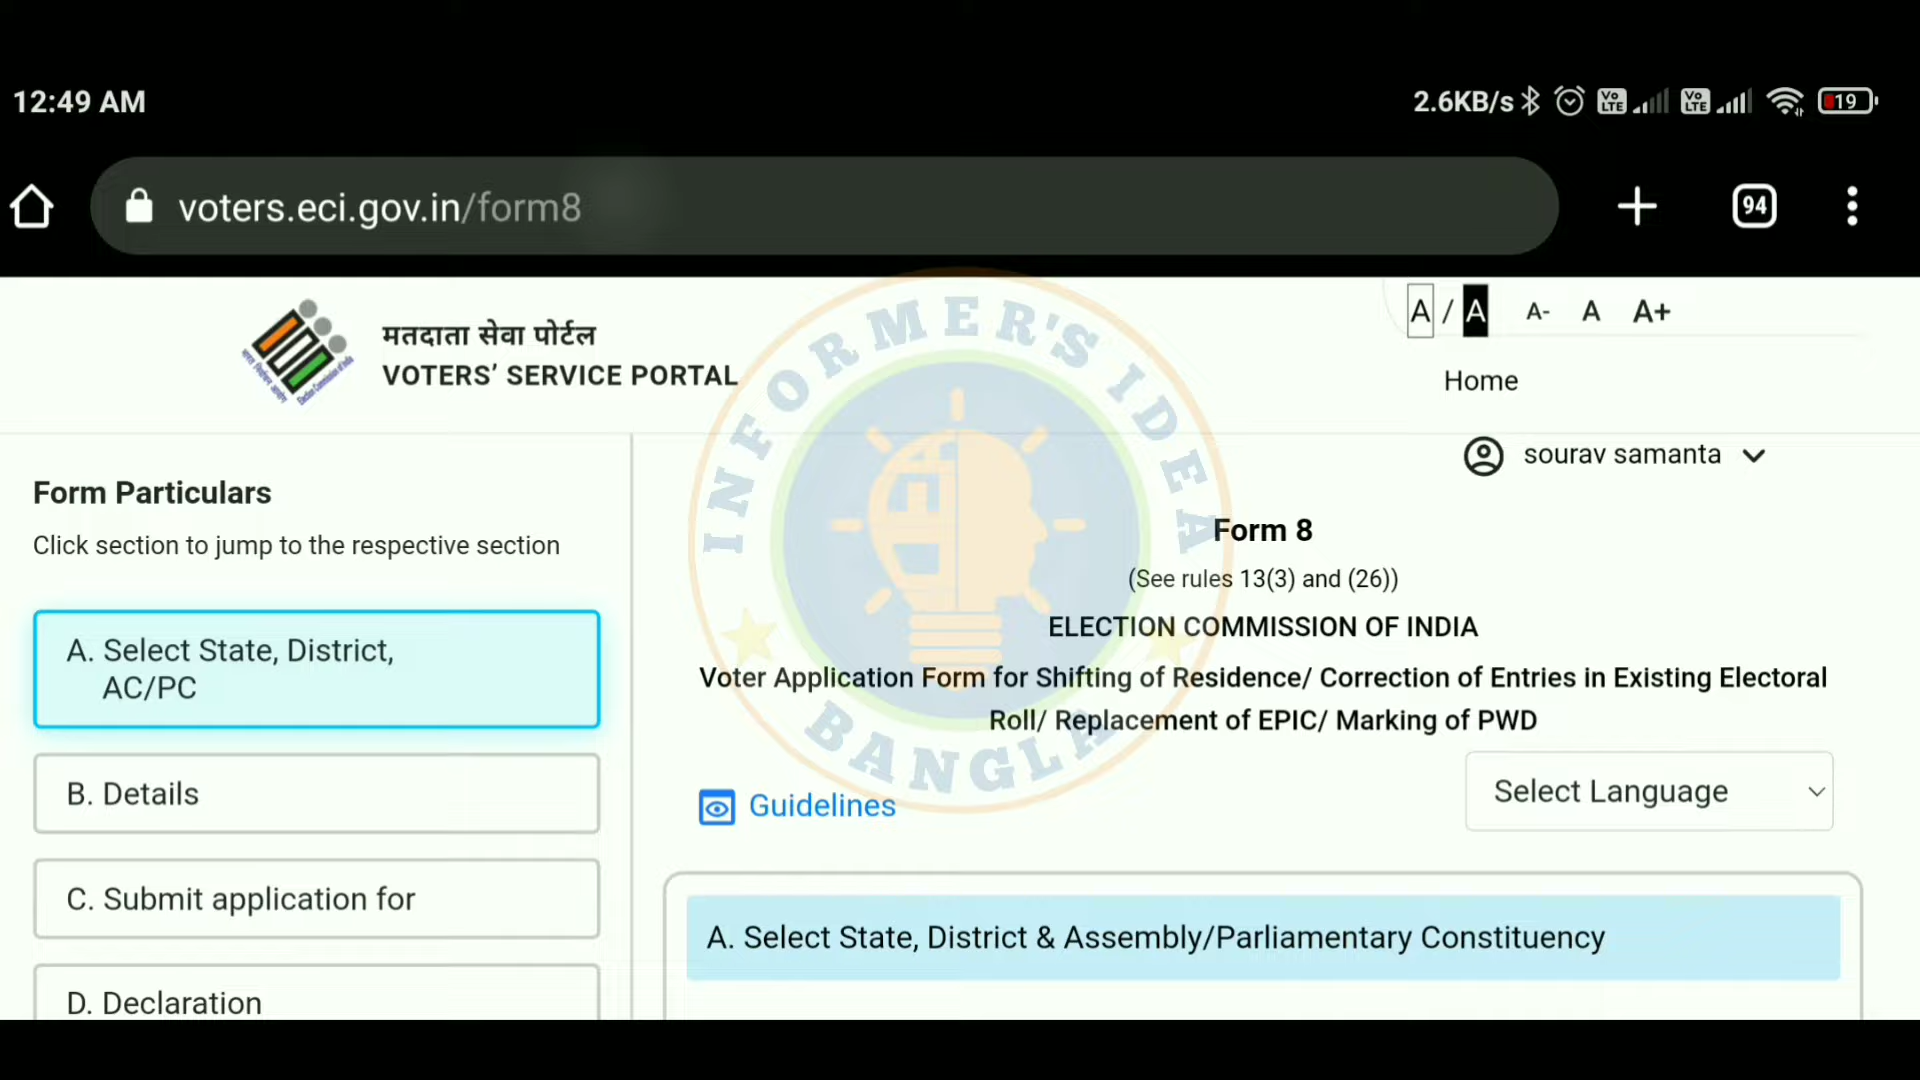 12:49 AM
2.6KB/s
Vo LTE
Vo LTE
19
voters.eci.gov.in/form8
94
मतदाता सेवा पोर्टल
VOTERS’ SERVICE PORTAL
A / A A- A A+
Home
sourav samanta
INFORMER'S IDEA
BANGLA
Form Particulars
Click section to jump to the respective section
A. Select State, District,
AC/PC
B. Details
C. Submit application for
D. Declaration
Form 8
(See rules 13(3) and (26))
ELECTION COMMISSION OF INDIA
Voter Application Form for Shifting of Residence/ Correction of Entries in Existing Electoral
Roll/ Replacement of EPIC/ Marking of PWD
Guidelines
Select Language
A. Select State, District & Assembly/Parliamentary Constituency